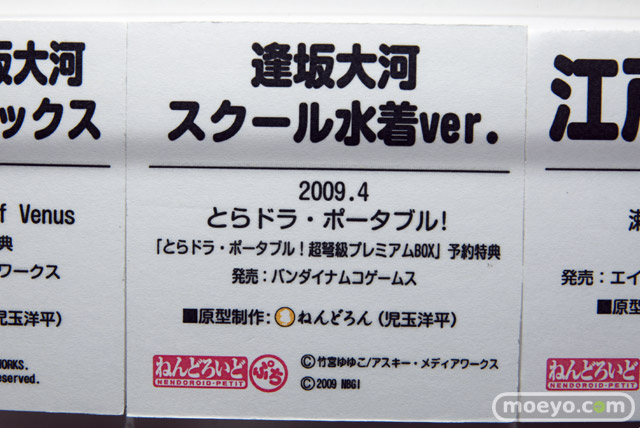 坂大河
ックス
f Venus
典
ワークス
児玉洋平)
ORKS.
eserved.
逢坂大河
スクール水着ver.
2009.4
とらドラ・ポータブル!
「とらドラ・ポータブル!超弩級プレミアムBOX」予約特典
発売:バンダイナムコゲームス
■原型制作: ねんどろん (児玉洋平)
ねんどろいど
NENDOROID-PETIT
ぷち
©竹宮ゆゆこ/アスキー・メディアワークス
©2009 NBGI
江
発売:エイ
■原型
ねんどろいど
NENDOROID-PETIT
moeyo.com